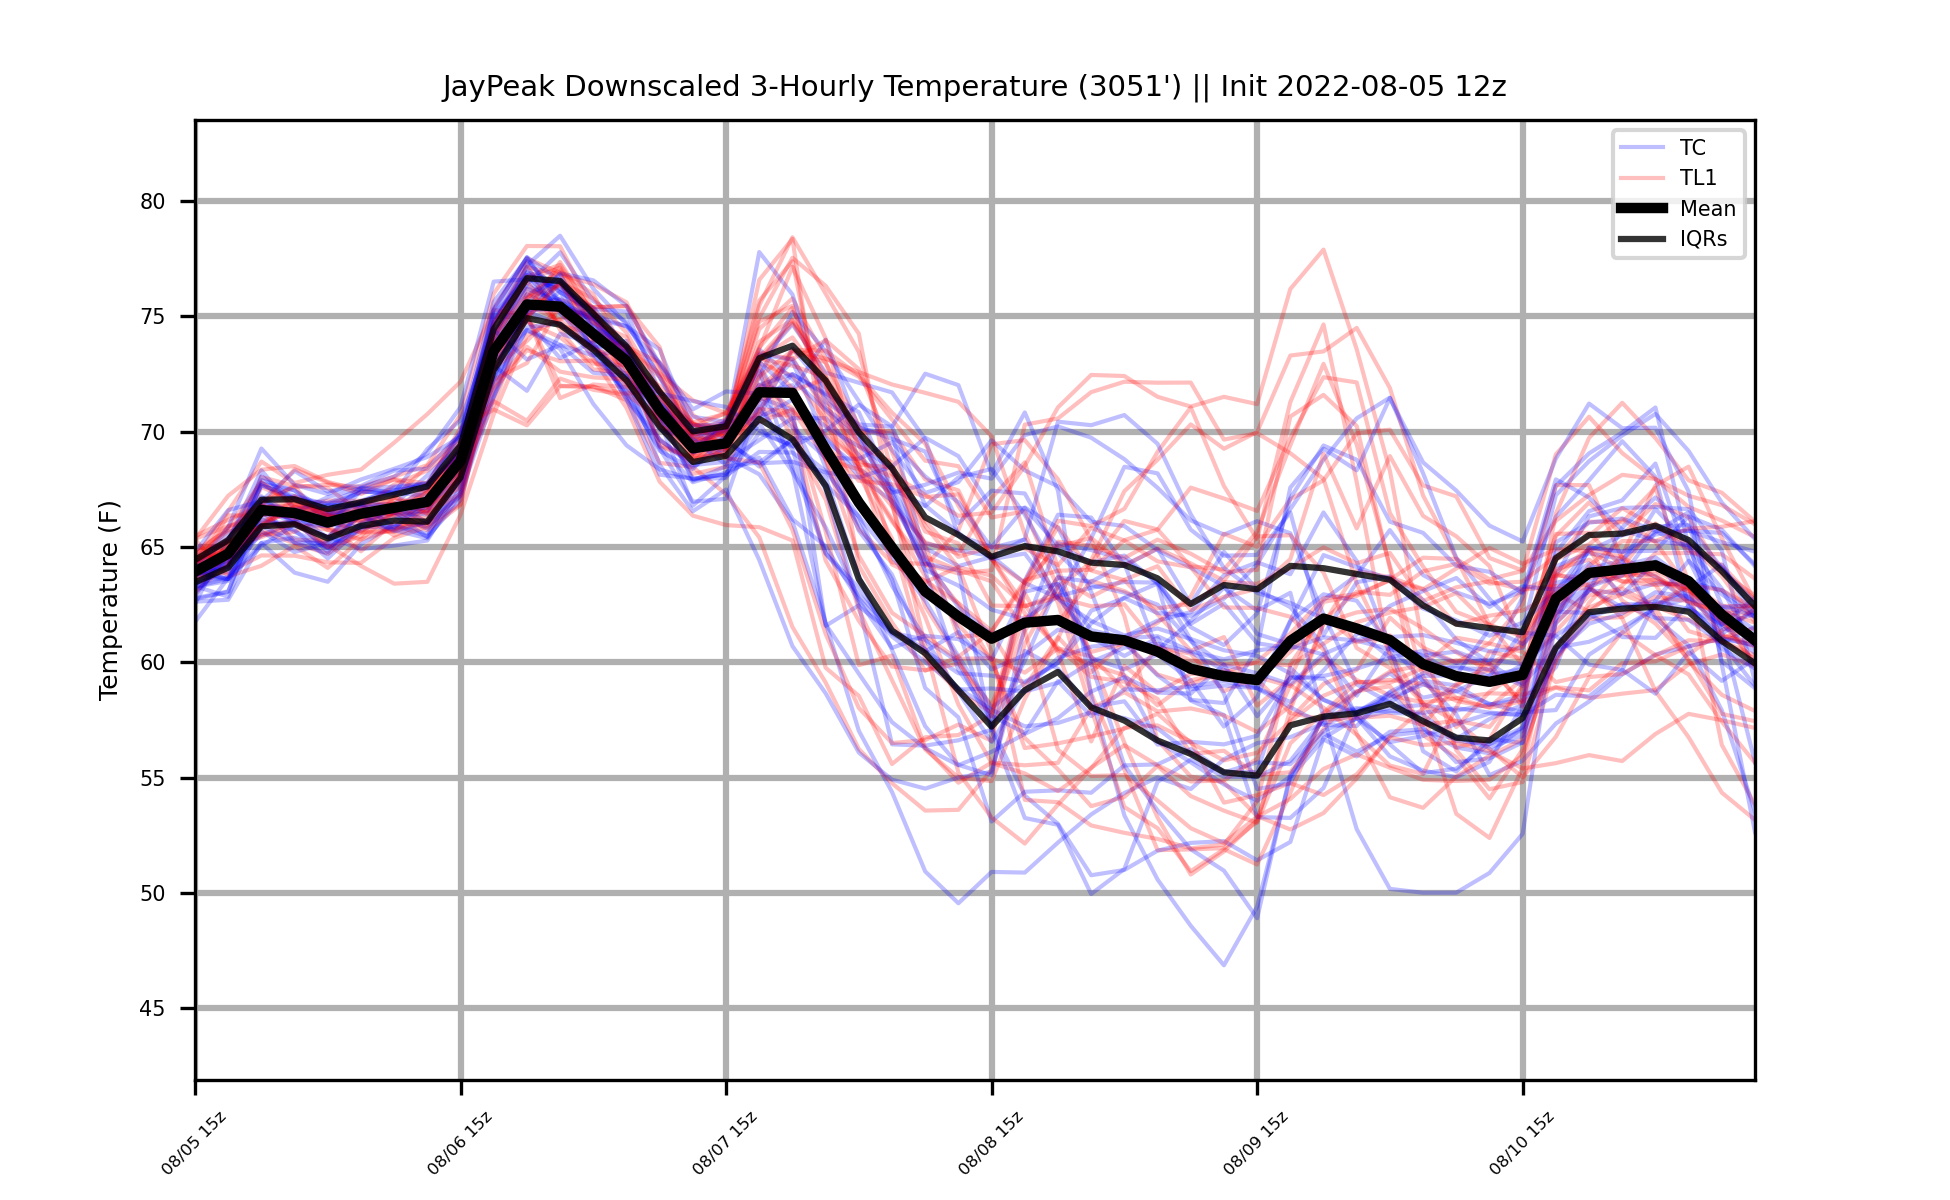 JayPeak Downscaled 3-Hourly Temperature (3051') || Init 2022-08-05 12z
TC
TL1
Mean
IQRs
Temperature (F)
80
75
70
65
60
55
50
45
08/05 15z
08/06 15z
08/07 15z
08/08 15z
08/09 15z
08/10 15z